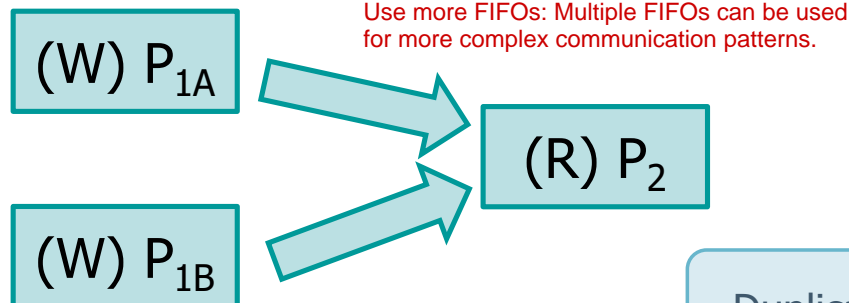 Use more FIFOs: Multiple FIFOs can be used
for more complex communication patterns.
(W) P1A
(R) P2
(W) P1B